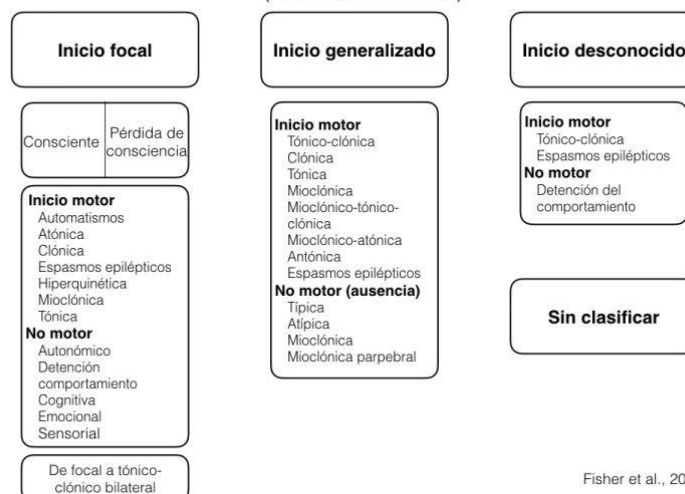 Inicio focal
Consciente
Pérdida de
consciencia
Inicio motor
Automatismos
Atónica
Clónica
Espasmos epilépticos
Hiperquinética
Mioclónica
Tónica
No motor
Autonómico
Detención
comportamiento
Cognitiva
Emocional
Sensorial
De focal a tónico-
clónico bilateral
Inicio generalizado
Inicio motor
Tónico-clónica
Clónica
Tónica
Mioclónica
Mioclónico-tónico-
clónica
Mioclónico-atónica
Antónica
Espasmos epilépticos
No motor (ausencia)
Típica
Atípica
Mioclónica
Mioclónica parpebral
Inicio desconocido
Inicio motor
Tónico-clónica
Espasmos epilépticos
No motor
Detención del
comportamiento
Sin clasificar
Fisher et al., 20